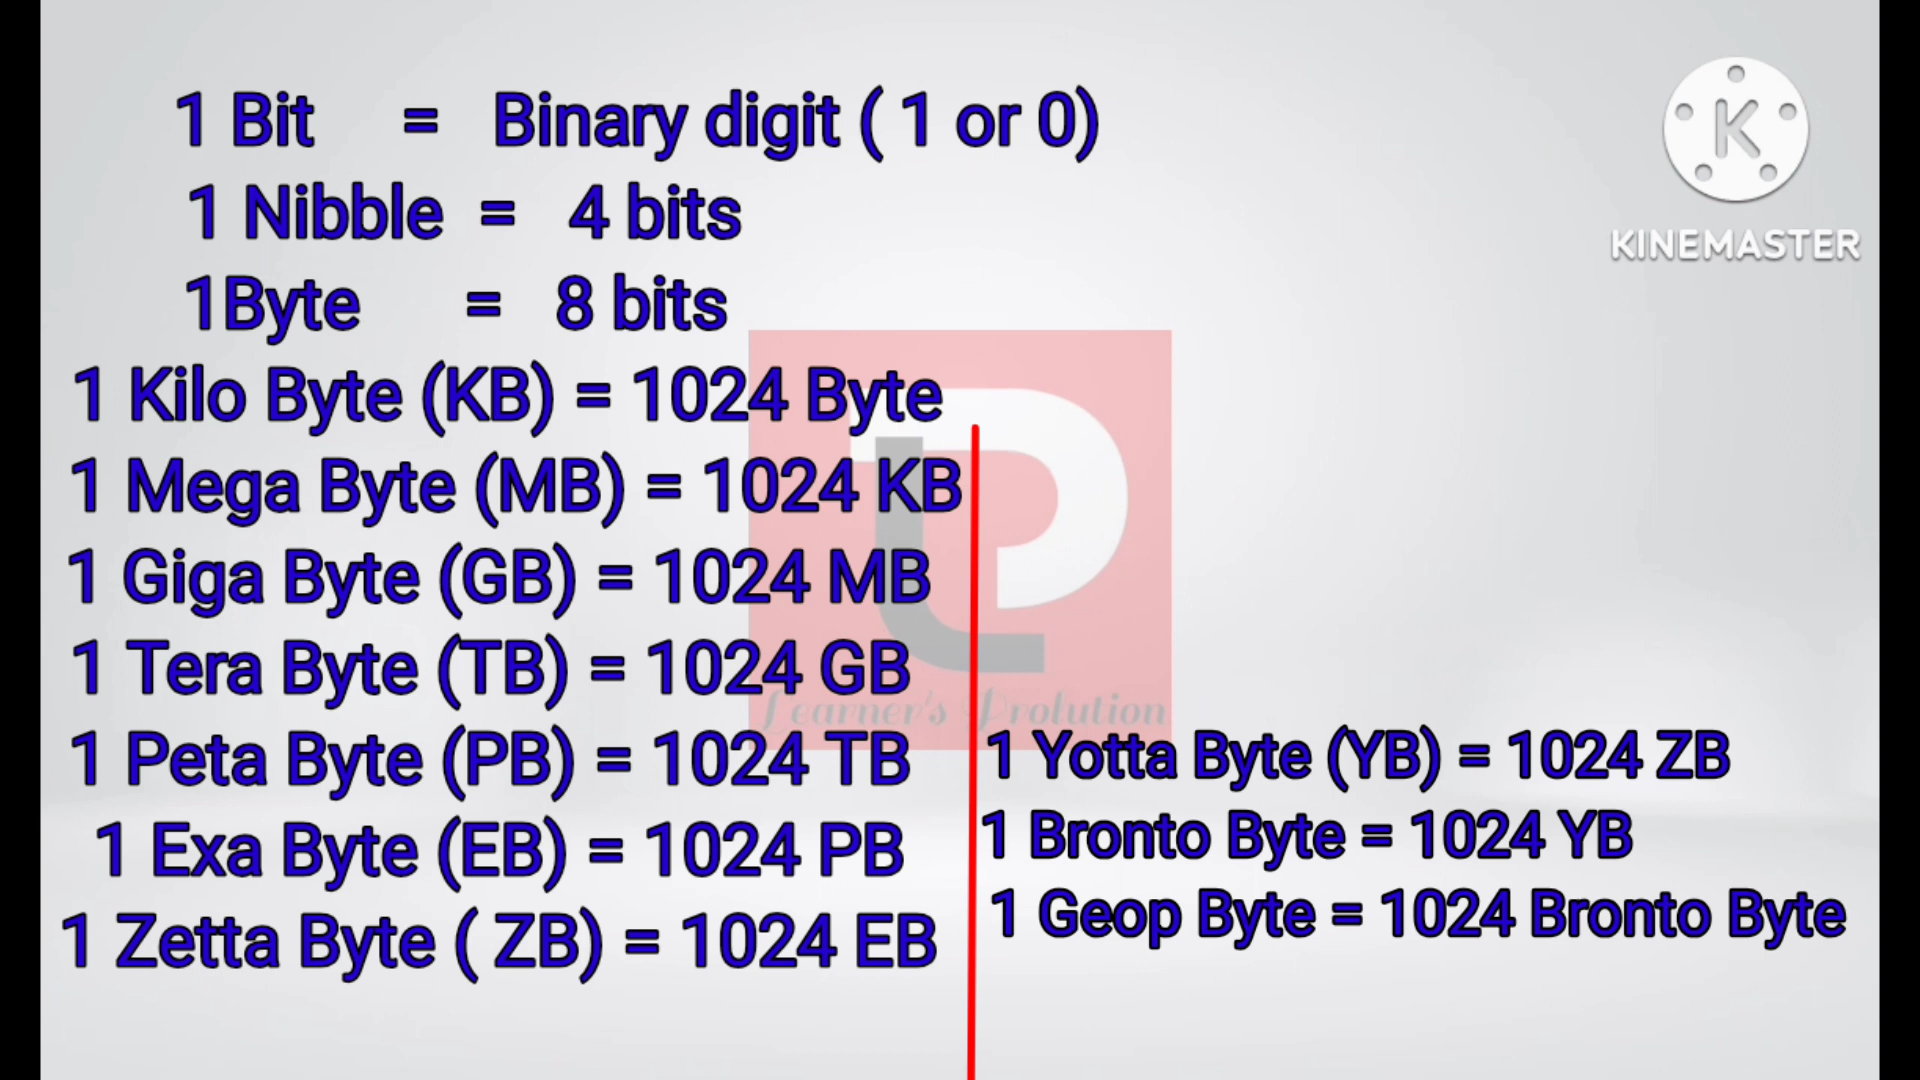 1 Bit = Binary digit ( 1 or 0)
1 Nibble = 4 bits
1Byte = 8 bits
1 Kilo Byte (KB) = 1024 Byte
1 Mega Byte (MB) = 1024 KB
1 Giga Byte (GB) = 1024 MB
1 Tera Byte (TB) = 1024 GB
1 Peta Byte (PB) = 1024 TB
1 Exa Byte (EB) = 1024 PB
1 Zetta Byte ( ZB) = 1024 EB
1 Yotta Byte (YB) = 1024 ZB
1 Bronto Byte = 1024 YB
1 Geop Byte = 1024 Bronto Byte
Learner's Prolution
K
KINEMASTER